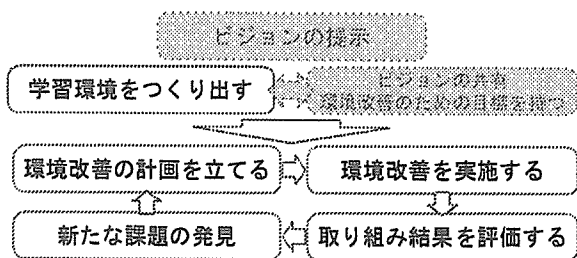 ビジョンの提示
学習環境をつくり出す
ビジョンの共有
環境改善のための目標を持つ
環境改善の計画を立てる
環境改善を実施する
新たな課題の発見
取り組み結果を評価する